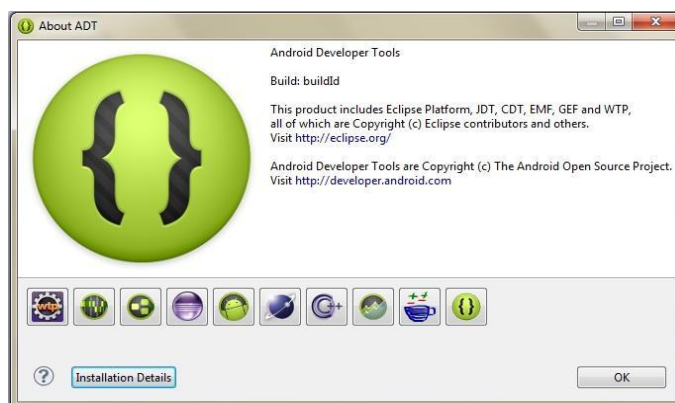 About ADT
Android Developer Tools
Build: buildId
This product includes Eclipse Platform, JDT, CDT, EMF, GEF and WTP,
all of which are Copyright (c) Eclipse contributors and others.
Visit http://eclipse.org/
Android Developer Tools are Copyright (c) The Android Open Source Project.
Visit http://developer.android.com
wtp
C++
Installation Details
OK